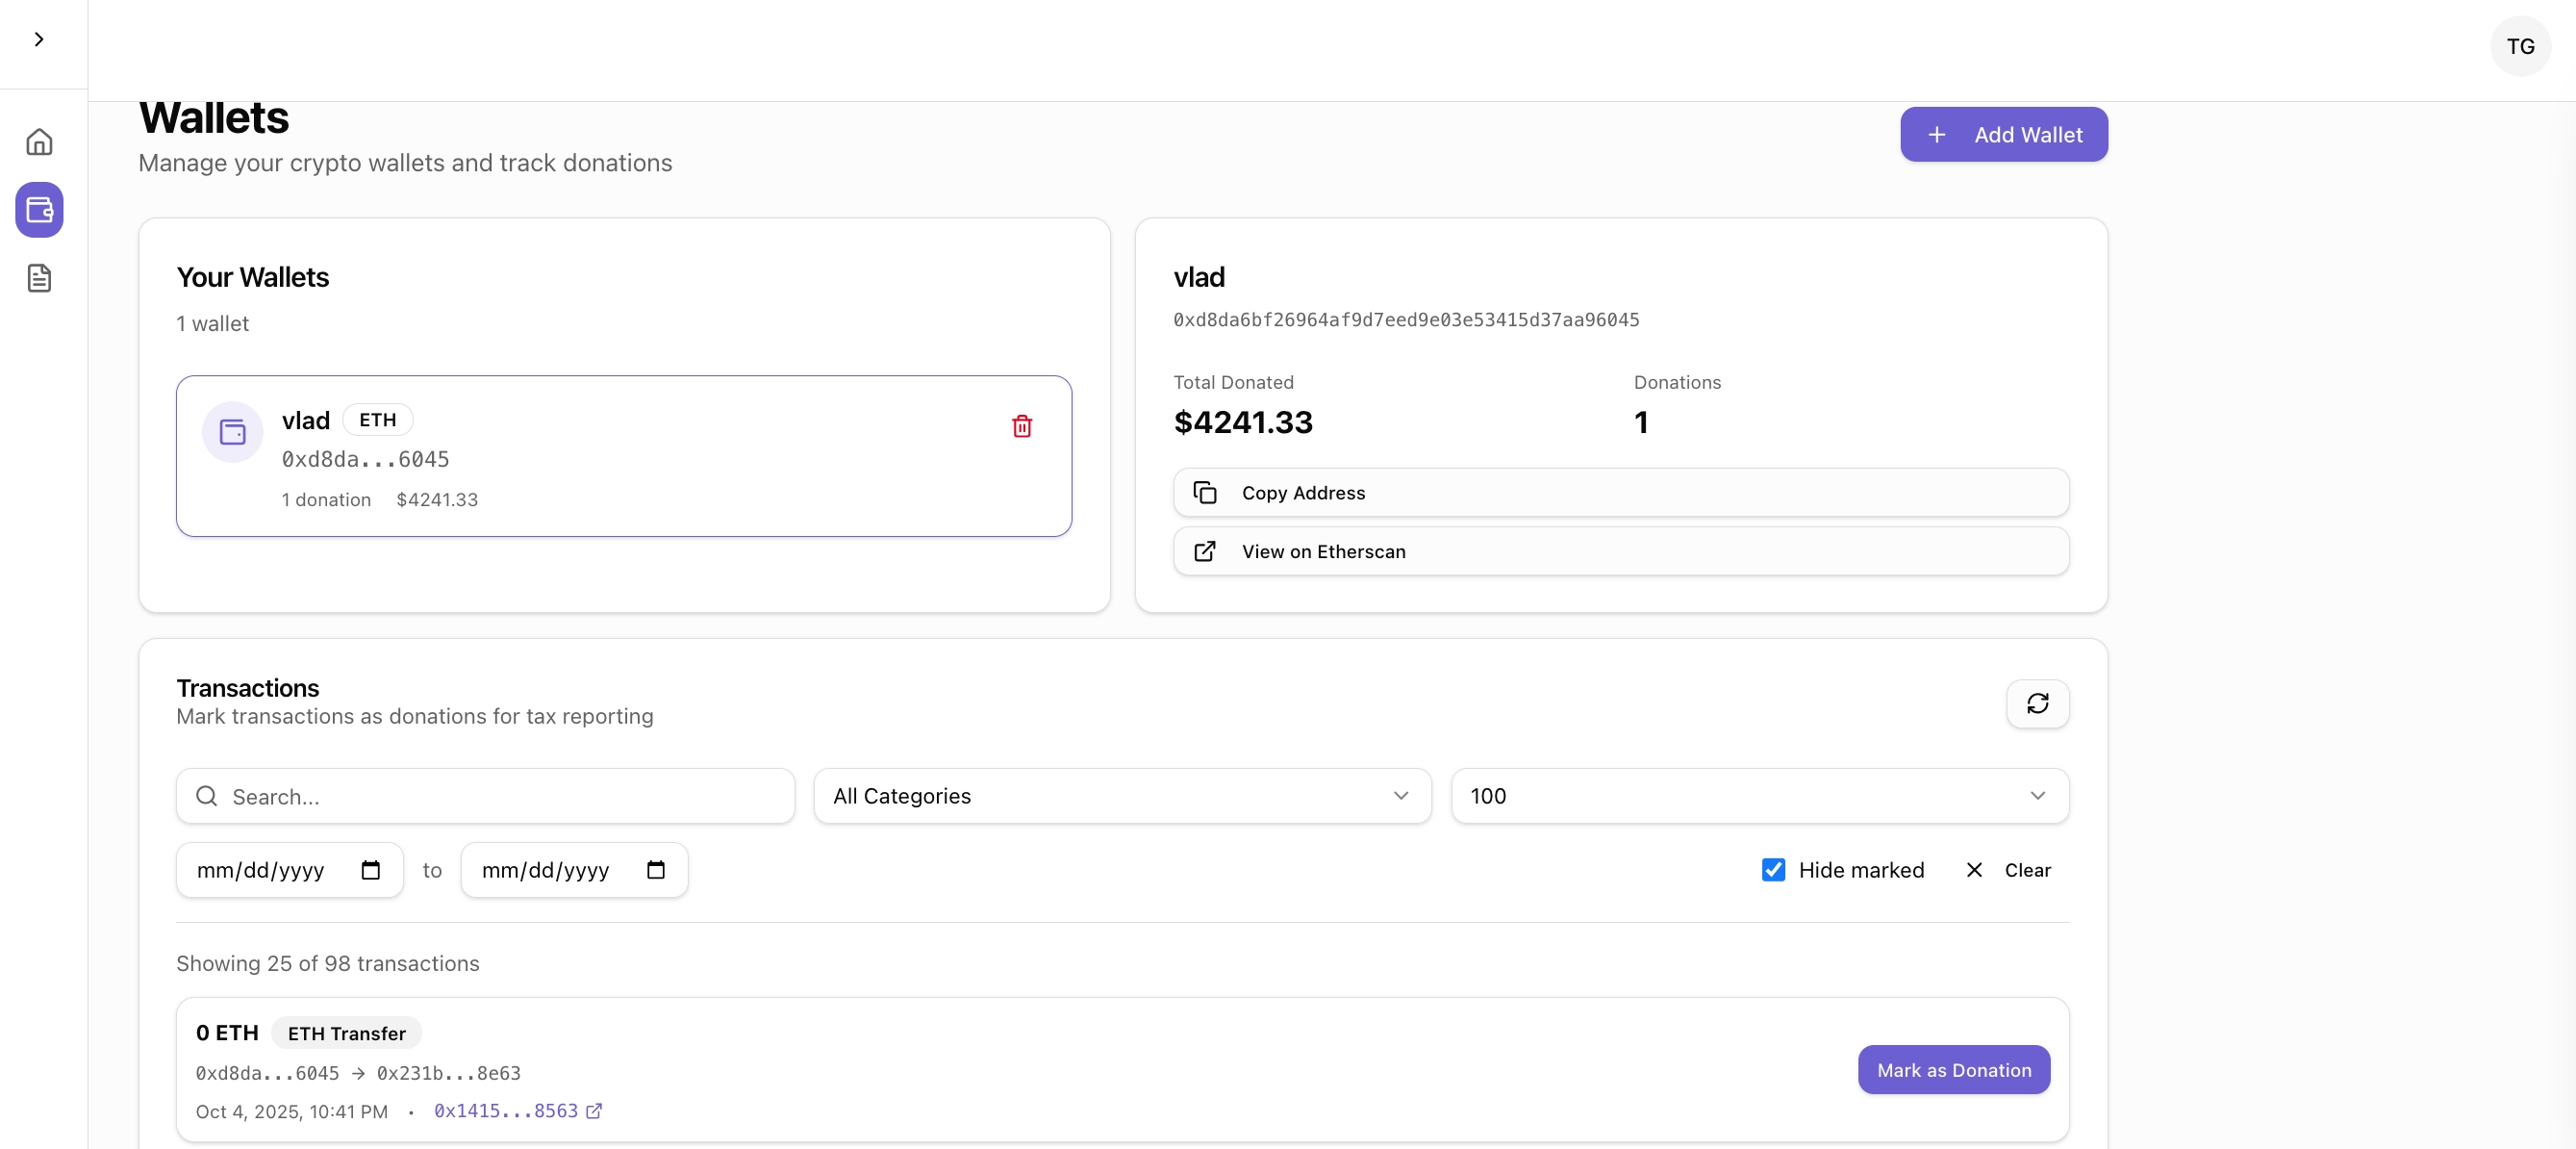 TG
Wallets
Manage your crypto wallets and track donations
Add Wallet
Your Wallets
1 wallet
vlad ETH
0xd8da...6045
1 donation $4241.33
vlad
0xd8da6bf26964af9d7eed9e03e53415d37aa96045
Total Donated Donations
$4241.33 1
Copy Address
View on Etherscan
Transactions
Mark transactions as donations for tax reporting
Search... All Categories 100
mm/dd/yyyy to mm/dd/yyyy Hide marked Clear
Showing 25 of 98 transactions
0 ETH ETH Transfer
0xd8da...6045 → 0x231b...8e63
Mark as Donation
Oct 4, 2025, 10:41 PM • 0x1415...8563